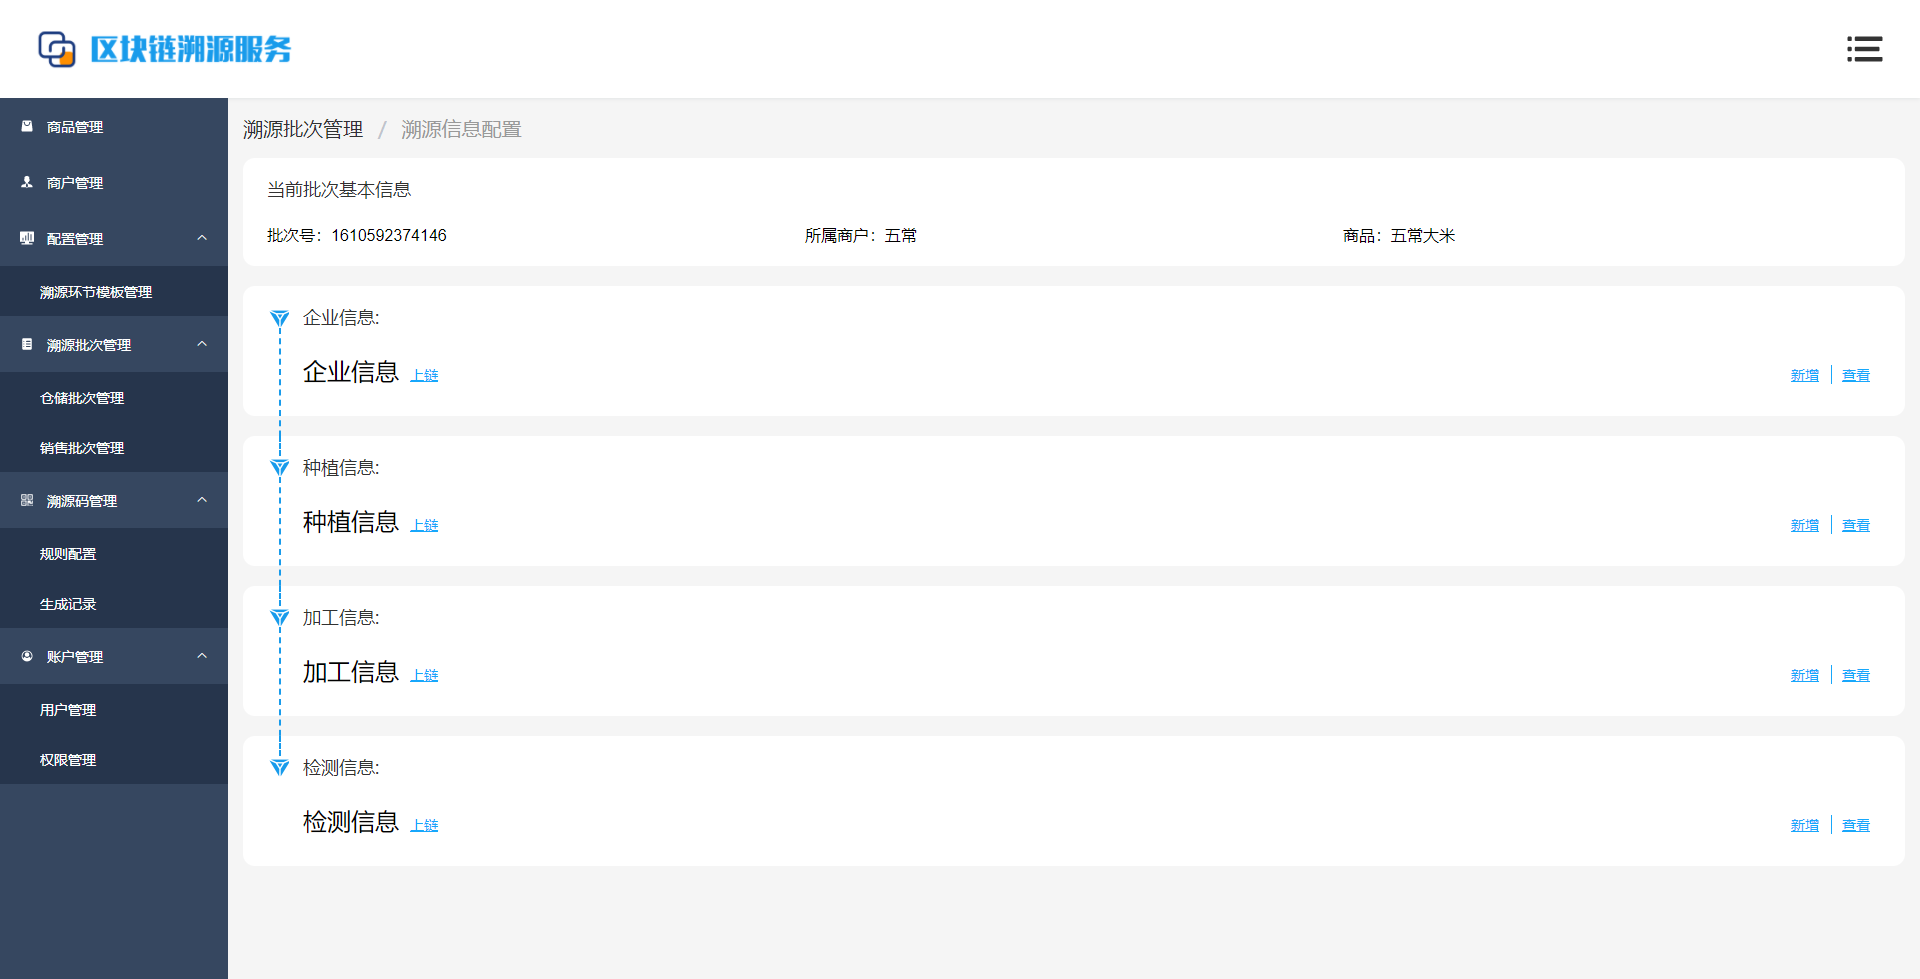 区块链溯源服务
商品管理
商户管理
配置管理
溯源环节模板管理
溯源批次管理
仓储批次管理
销售批次管理
溯源码管理
规则配置
生成记录
账户管理
用户管理
权限管理
溯源批次管理 / 溯源信息配置
当前批次基本信息
批次号：1610592374146 所属商户：五常 商品：五常大米
企业信息:
企业信息 上链 新增 查看
种植信息:
种植信息 上链 新增 查看
加工信息:
加工信息 上链 新增 查看
检测信息:
检测信息 上链 新增 查看